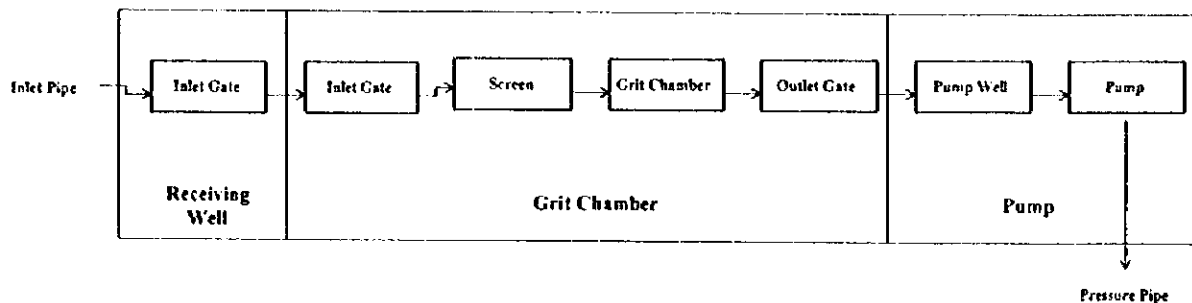 Inlet Pipe
Inlet Gate
Inlet Gate
Screen
Grit Chamber
Outlet Gate
Pump Well
Pump
Receiving
Well
Grit Chamber
Pump
Pressure Pipe